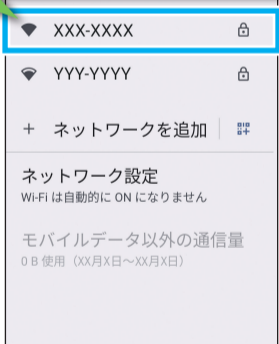 XXX-XXXX
YYY-YYYY
+ ネットワークを追加
ネットワーク設定
Wi-Fi は自動的に ON になりません
モバイルデータ以外の通信量
0 B 使用（XX月X日～XX月X日）